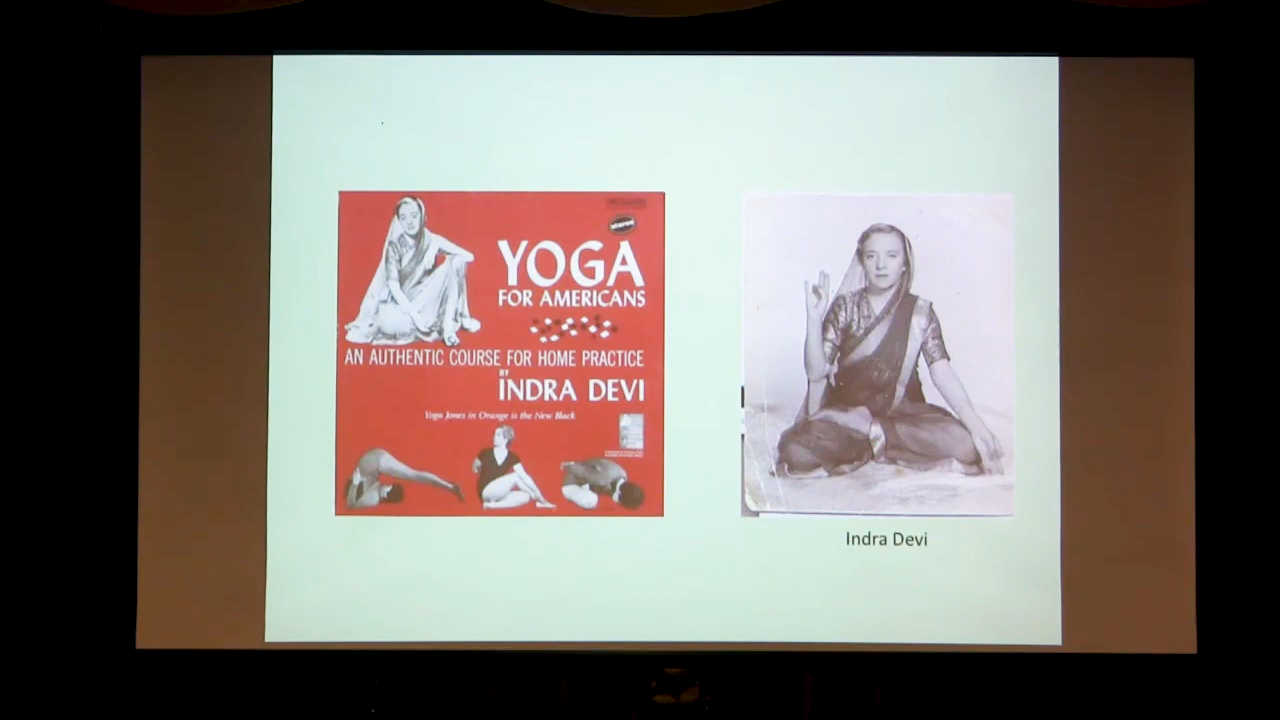 stereo
YOGA
FOR AMERICANS
AN AUTHENTIC COURSE FOR HOME PRACTICE
BY
INDRA DEVI
Yoga Jones in Orange is the New Black
Indra Devi